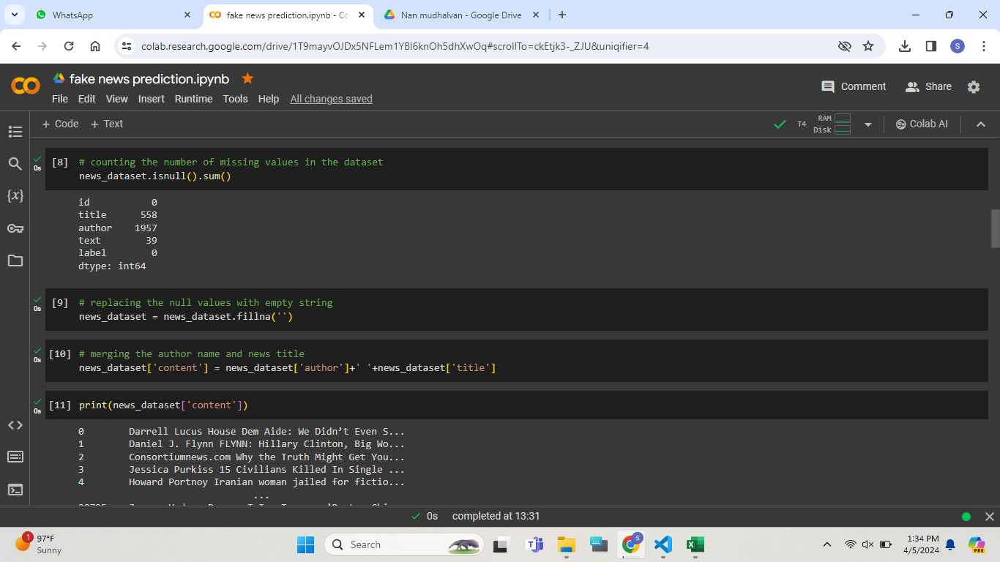 WhatsApp
fake news prediction.ipynb - Co
Nan mudhalvan - Google Drive
colab.research.google.com/drive/1T9mayvOJDx5NFLem1YBl6knOh5dhXwOq#scrollTo=ckEtjk3-_ZJU&uniqifier=4
S
fake news prediction.ipynb
File Edit View Insert Runtime Tools Help All changes saved
Comment
Share
+ Code + Text
T4
RAM
Disk
Colab AI
[8] # counting the number of missing values in the dataset
0s
news_dataset.isnull().sum()
id 0
title 558
author 1957
text 39
label 0
dtype: int64
[9] # replacing the null values with empty string
0s
news_dataset = news_dataset.fillna('')
[10] # merging the author name and news title
0s
news_dataset['content'] = news_dataset['author']+' '+news_dataset['title']
[11] print(news_dataset['content'])
0s
0 Darrell Lucus House Dem Aide: We Didn’t Even S...
1 Daniel J. Flynn FLYNN: Hillary Clinton, Big Wo...
2 Consortiumnews.com Why the Truth Might Get You...
3 Jessica Purkiss 15 Civilians Killed In Single ...
4 Howard Portnoy Iranian woman jailed for fictio...
...
0s completed at 13:31
1
97°F
Sunny
Search
S
1:34 PM
4/5/2024
PRE